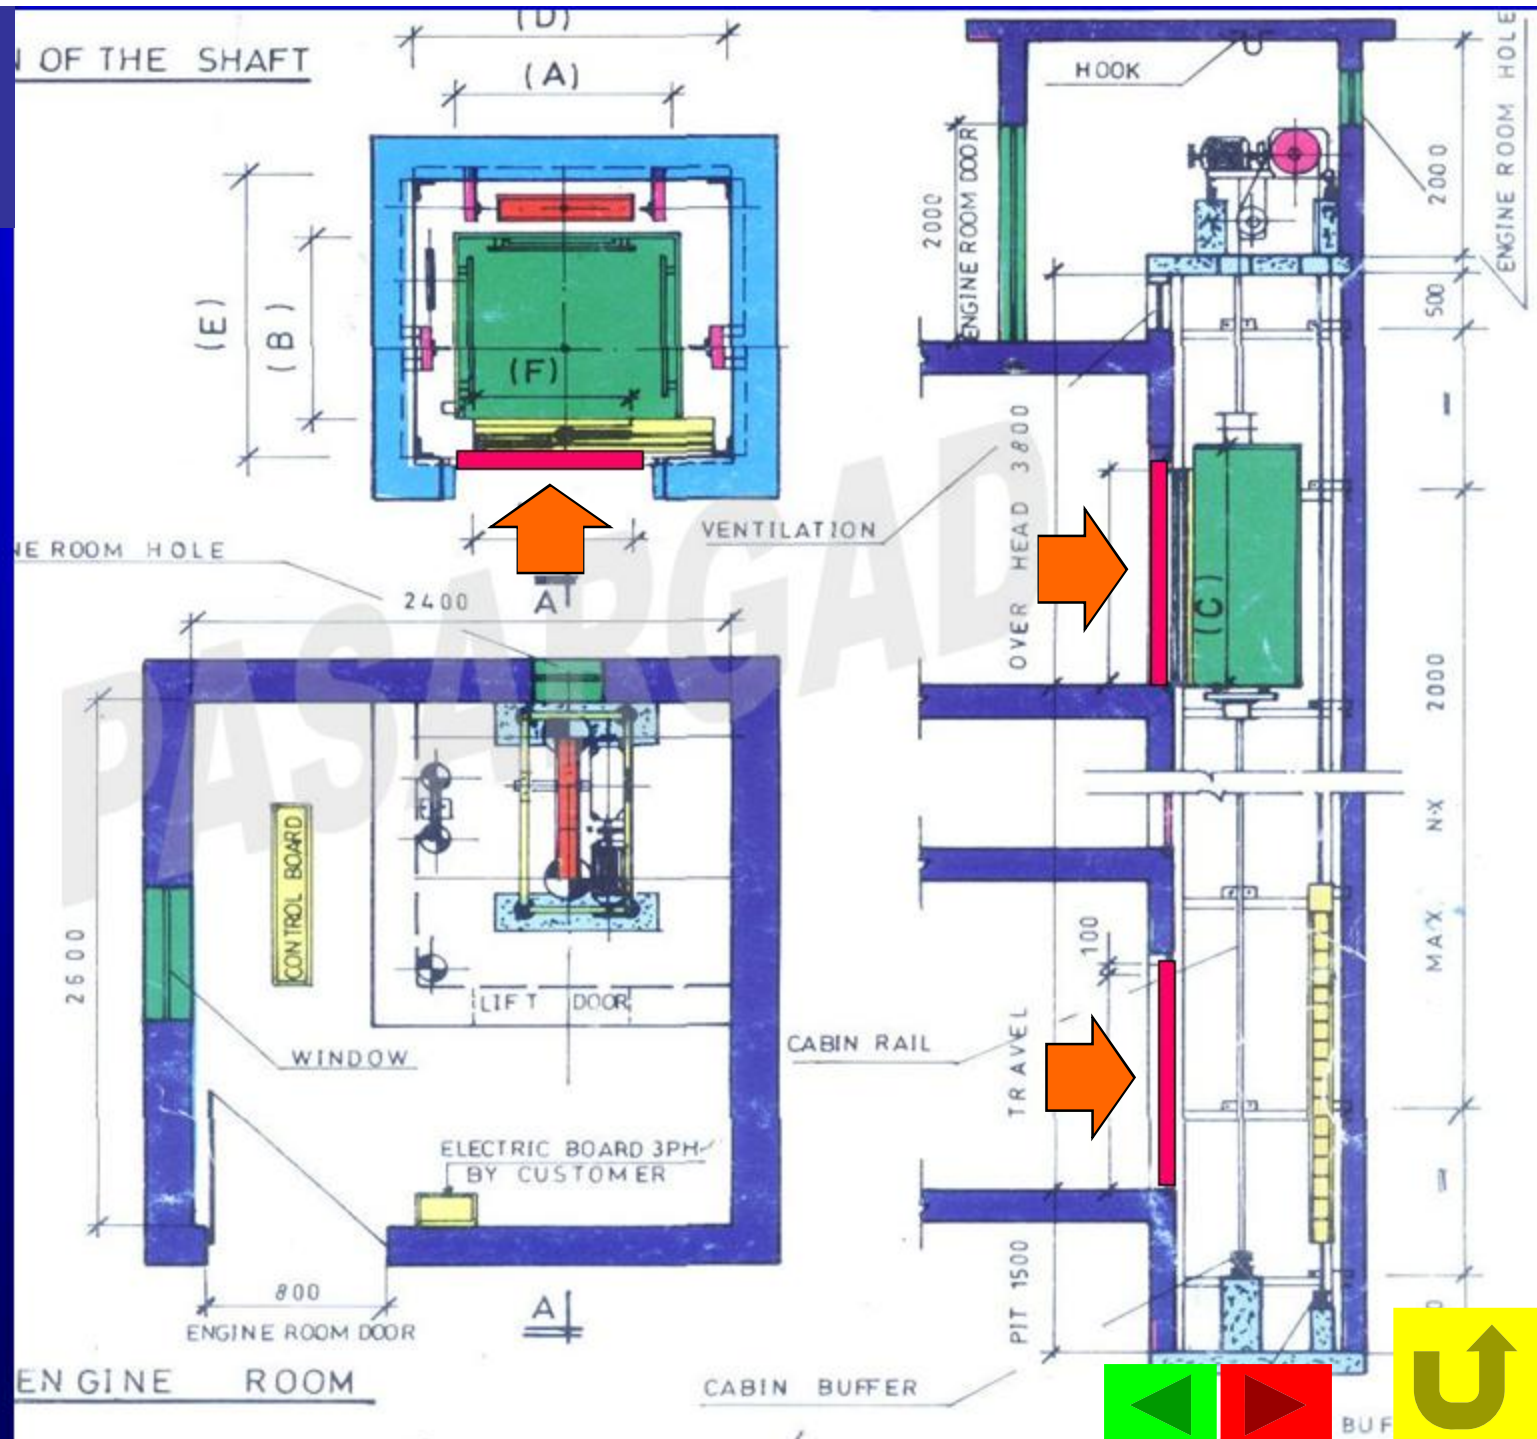 OF THE SHAFT
(D)
(A)
(E)
(B)
(F)
HOOK
ENGINE ROOM HOLE
2000
ENGINE ROOM DOOR
2000
500
VENTILATION
OVER HEAD 3800
(C)
ROOM HOLE
A
2400
PASARGAD
2000
MAX. N.X
CONTROL BOARD
2600
LIFT DOOR
WINDOW
100
CABIN RAIL
TRAVEL
ELECTRIC BOARD 3PH
BY CUSTOMER
800
ENGINE ROOM DOOR
A
PIT 1500
ENGINE ROOM
CABIN BUFFER